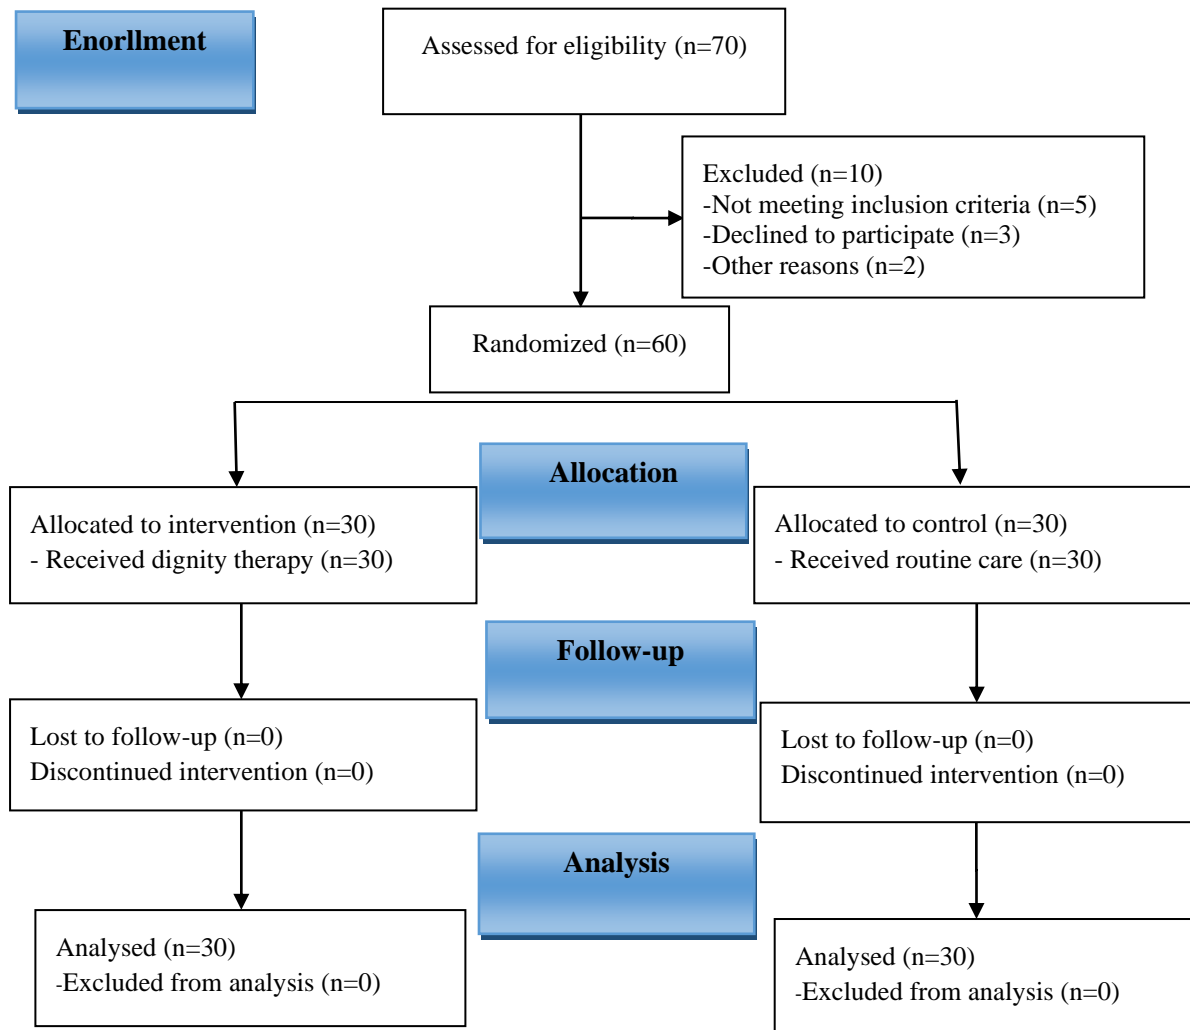 Enorllment
Assessed for eligibility (n=70)
Excluded (n=10)
-Not meeting inclusion criteria (n=5)
-Declined to participate (n=3)
-Other reasons (n=2)
Randomized (n=60)
Allocation
Allocated to intervention (n=30)
- Received dignity therapy (n=30)
Allocated to control (n=30)
- Received routine care (n=30)
Follow-up
Lost to follow-up (n=0)
Discontinued intervention (n=0)
Lost to follow-up (n=0)
Discontinued intervention (n=0)
Analysis
Analysed (n=30)
-Excluded from analysis (n=0)
Analysed (n=30)
-Excluded from analysis (n=0)